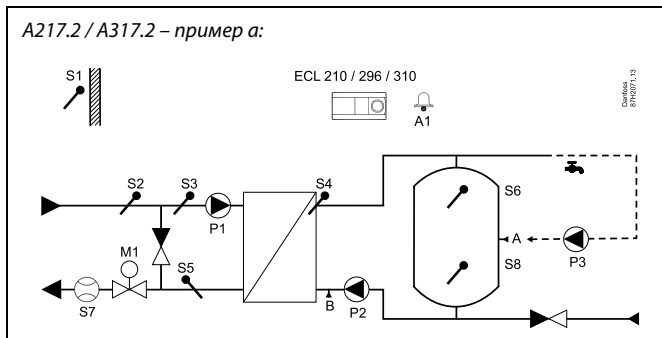 A217.2 / A317.2 – пример a:
S1
ECL 210 / 296 / 310
A1
Danfoss
87H2071.13
S2
S3
S4
P1
S6
A
P3
S8
M1
S5
S7
B
P2